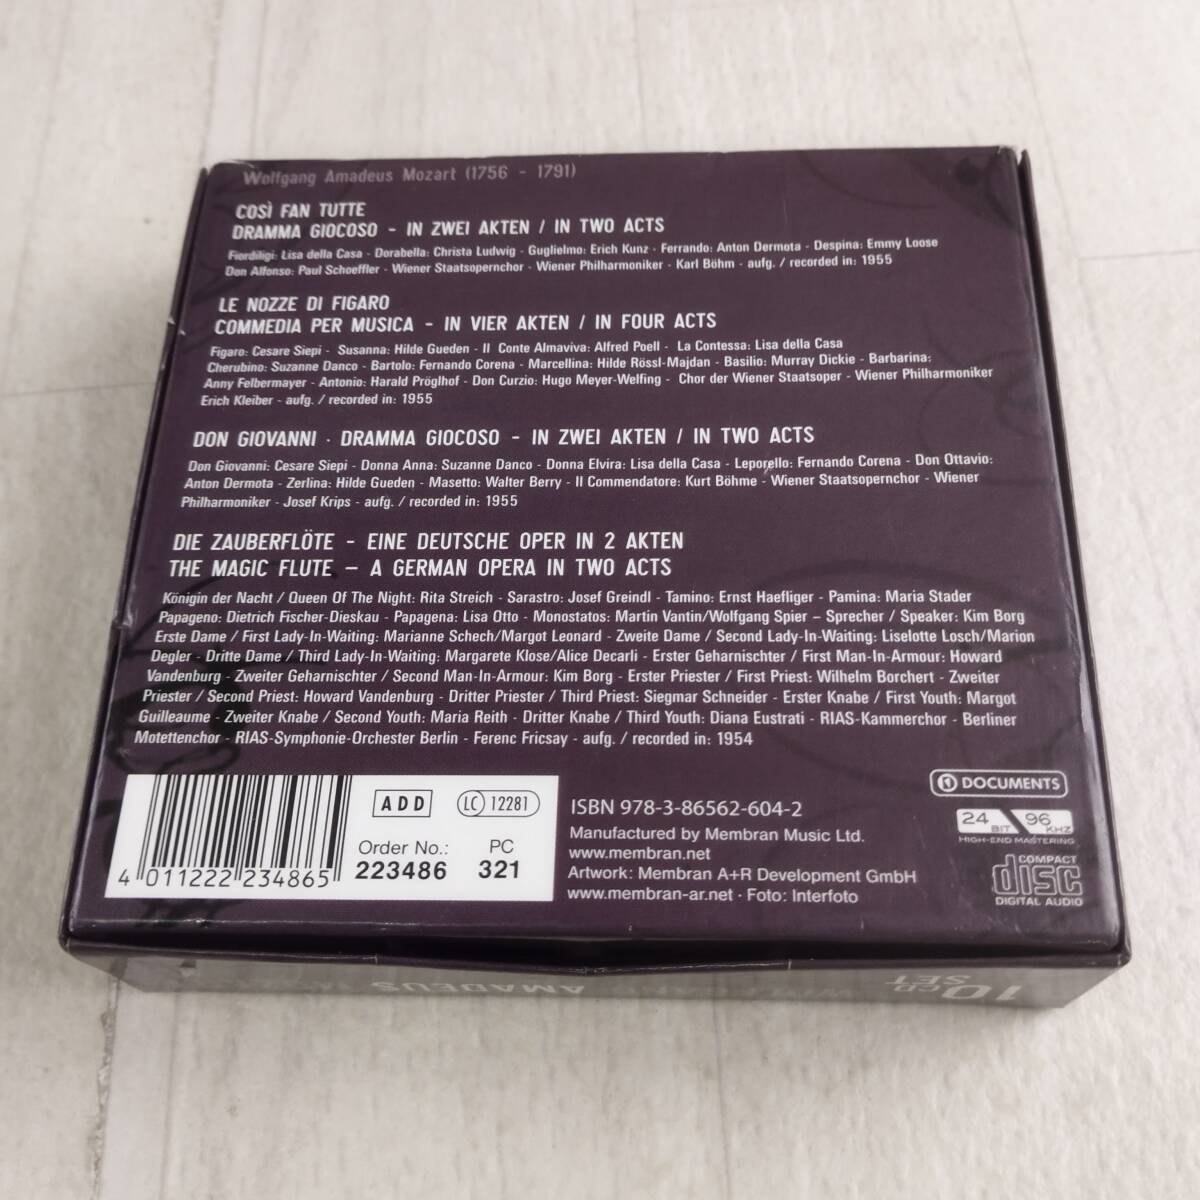 Wolfgang Amadeus Mozart (1756 - 1791)
COSÌ FAN TUTTE
DRAMMA GIOCOSO - IN ZWEI AKTEN / IN TWO ACTS
Fiordiligi: Lisa della Casa - Dorabella: Christa Ludwig - Guglielmo: Erich Kunz - Ferrando: Anton Dermota - Despina: Emmy Loose
Don Alfonso: Paul Schoeffler - Wiener Staatsopernchor - Wiener Philharmoniker - Karl Böhm - aufg. / recorded in: 1955
LE NOZZE DI FIGARO
COMMEDIA PER MUSICA - IN VIER AKTEN / IN FOUR ACTS
Figaro: Cesare Siepi - Susanna: Hilde Gueden - Il Conte Almaviva: Alfred Poell - La Contessa: Lisa della Casa
Cherubino: Suzanne Danco - Bartolo: Fernando Corena - Marcellina: Hilde Rössl-Majdan - Basilio: Murray Dickie - Barbarina:
Anny Felbermayer - Antonio: Harald Pröglhof - Don Curzio: Hugo Meyer-Welfing - Chor der Wiener Staatsoper - Wiener Philharmoniker
Erich Kleiber - aufg. / recorded in: 1955
DON GIOVANNI · DRAMMA GIOCOSO - IN ZWEI AKTEN / IN TWO ACTS
Don Giovanni: Cesare Siepi - Donna Anna: Suzanne Danco - Donna Elvira: Lisa della Casa - Leporello: Fernando Corena - Don Ottavio:
Anton Dermota - Zerlina: Hilde Gueden - Masetto: Walter Berry - Il Commendatore: Kurt Böhme - Wiener Staatsopernchor - Wiener
Philharmoniker - Josef Krips - aufg. / recorded in: 1955
DIE ZAUBERFLÖTE - EINE DEUTSCHE OPER IN 2 AKTEN
THE MAGIC FLUTE – A GERMAN OPERA IN TWO ACTS
Königin der Nacht / Queen Of The Night: Rita Streich - Sarastro: Josef Greindl - Tamino: Ernst Haefliger - Pamina: Maria Stader
Papageno: Dietrich Fischer-Dieskau - Papagena: Lisa Otto - Monostatos: Martin Vantin/Wolfgang Spier – Sprecher / Speaker: Kim Borg
Erste Dame / First Lady-In-Waiting: Marianne Schech/Margot Leonard - Zweite Dame / Second Lady-In-Waiting: Liselotte Losch/Marion
Degler - Dritte Dame / Third Lady-In-Waiting: Margarete Klose/Alice Decarli - Erster Geharnischter / First Man-In-Armour: Howard
Vandenburg - Zweiter Geharnischter / Second Man-In-Armour: Kim Borg - Erster Priester / First Priest: Wilhelm Borchert - Zweiter
Priester / Second Priest: Howard Vandenburg - Dritter Priester / Third Priest: Siegmar Schneider - Erster Knabe / First Youth: Margot
Guilleaume - Zweiter Knabe / Second Youth: Maria Reith - Dritter Knabe / Third Youth: Diana Eustrati - RIAS-Kammerchor - Berliner
Motettenchor - RIAS-Symphonie-Orchester Berlin - Ferenc Fricsay - aufg. / recorded in: 1954
4 011222 234865
ADD
LC 12281
Order No.: PC
223486 321
ISBN 978-3-86562-604-2
Manufactured by Membran Music Ltd.
www.membran.net
Artwork: Membran A+R Development GmbH
www.membran-ar.net · Foto: Interfoto
1 DOCUMENTS
24 BIT 96 KHZ
HIGH-END MASTERING
COMPACT
disc
DIGITAL AUDIO
10 CD SET
AMADEUS